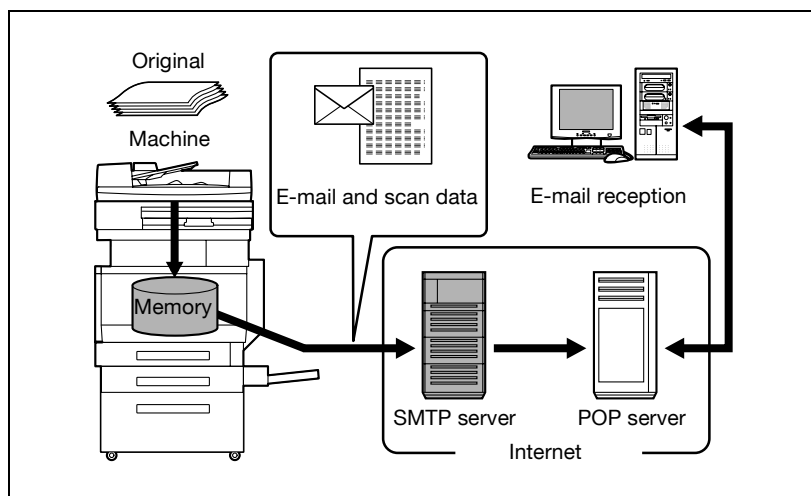 Original
Machine
Memory
E-mail and scan data
E-mail reception
SMTP server
POP server
Internet